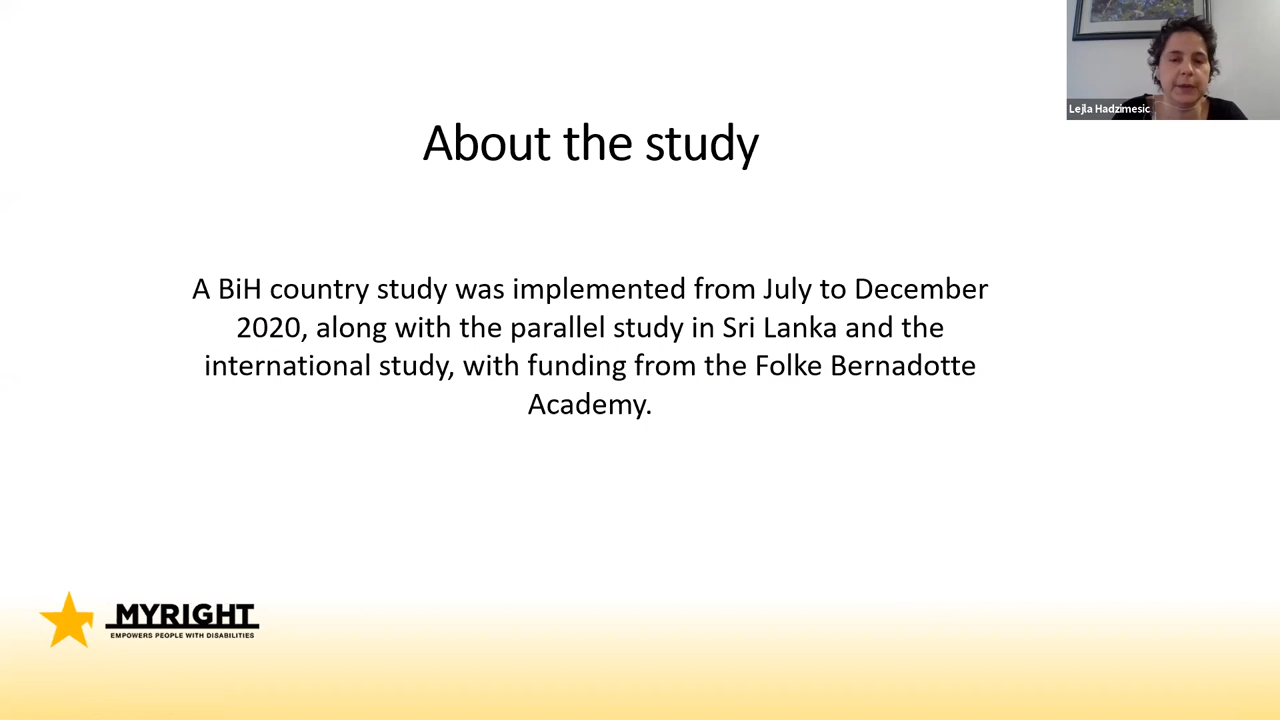 Lejla Hadzimesic
About the study
A BiH country study was implemented from July to December
2020, along with the parallel study in Sri Lanka and the
international study, with funding from the Folke Bernadotte
Academy.
MYRIGHT
EMPOWERS PEOPLE WITH DISABILITIES